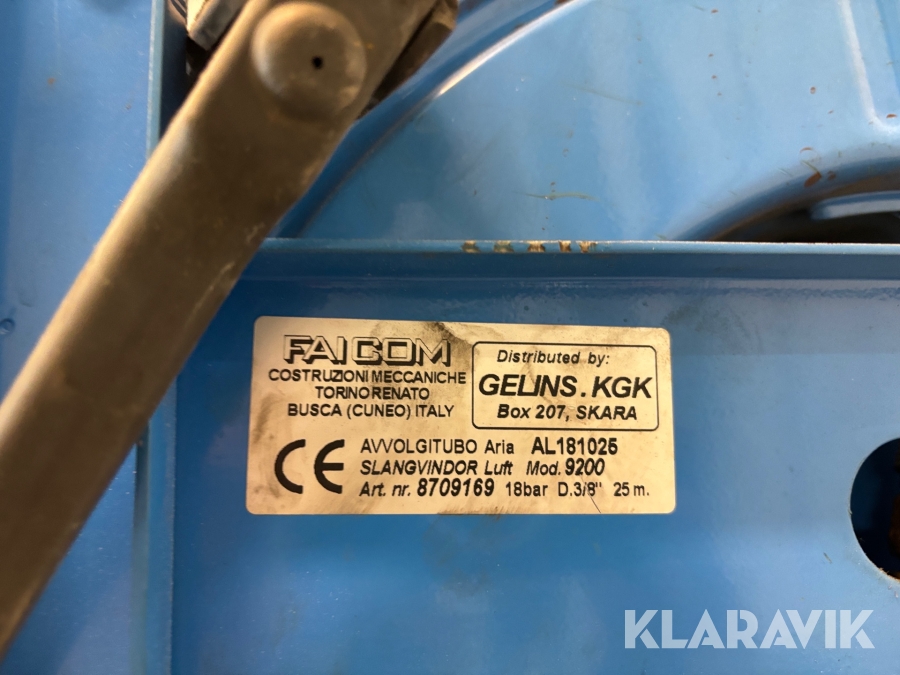 FAICOM
COSTRUZIONI MECCANICHE
TORINO RENATO
BUSCA (CUNEO) ITALY
Distributed by:
GELINS.KGK
Box 207, SKARA
CE
AVVOLGITUBO Aria AL181025
SLANGVINDOR Luft Mod. 9200
Art. nr. 8709169 18bar D.3/8" 25 m.
KLARAVIK